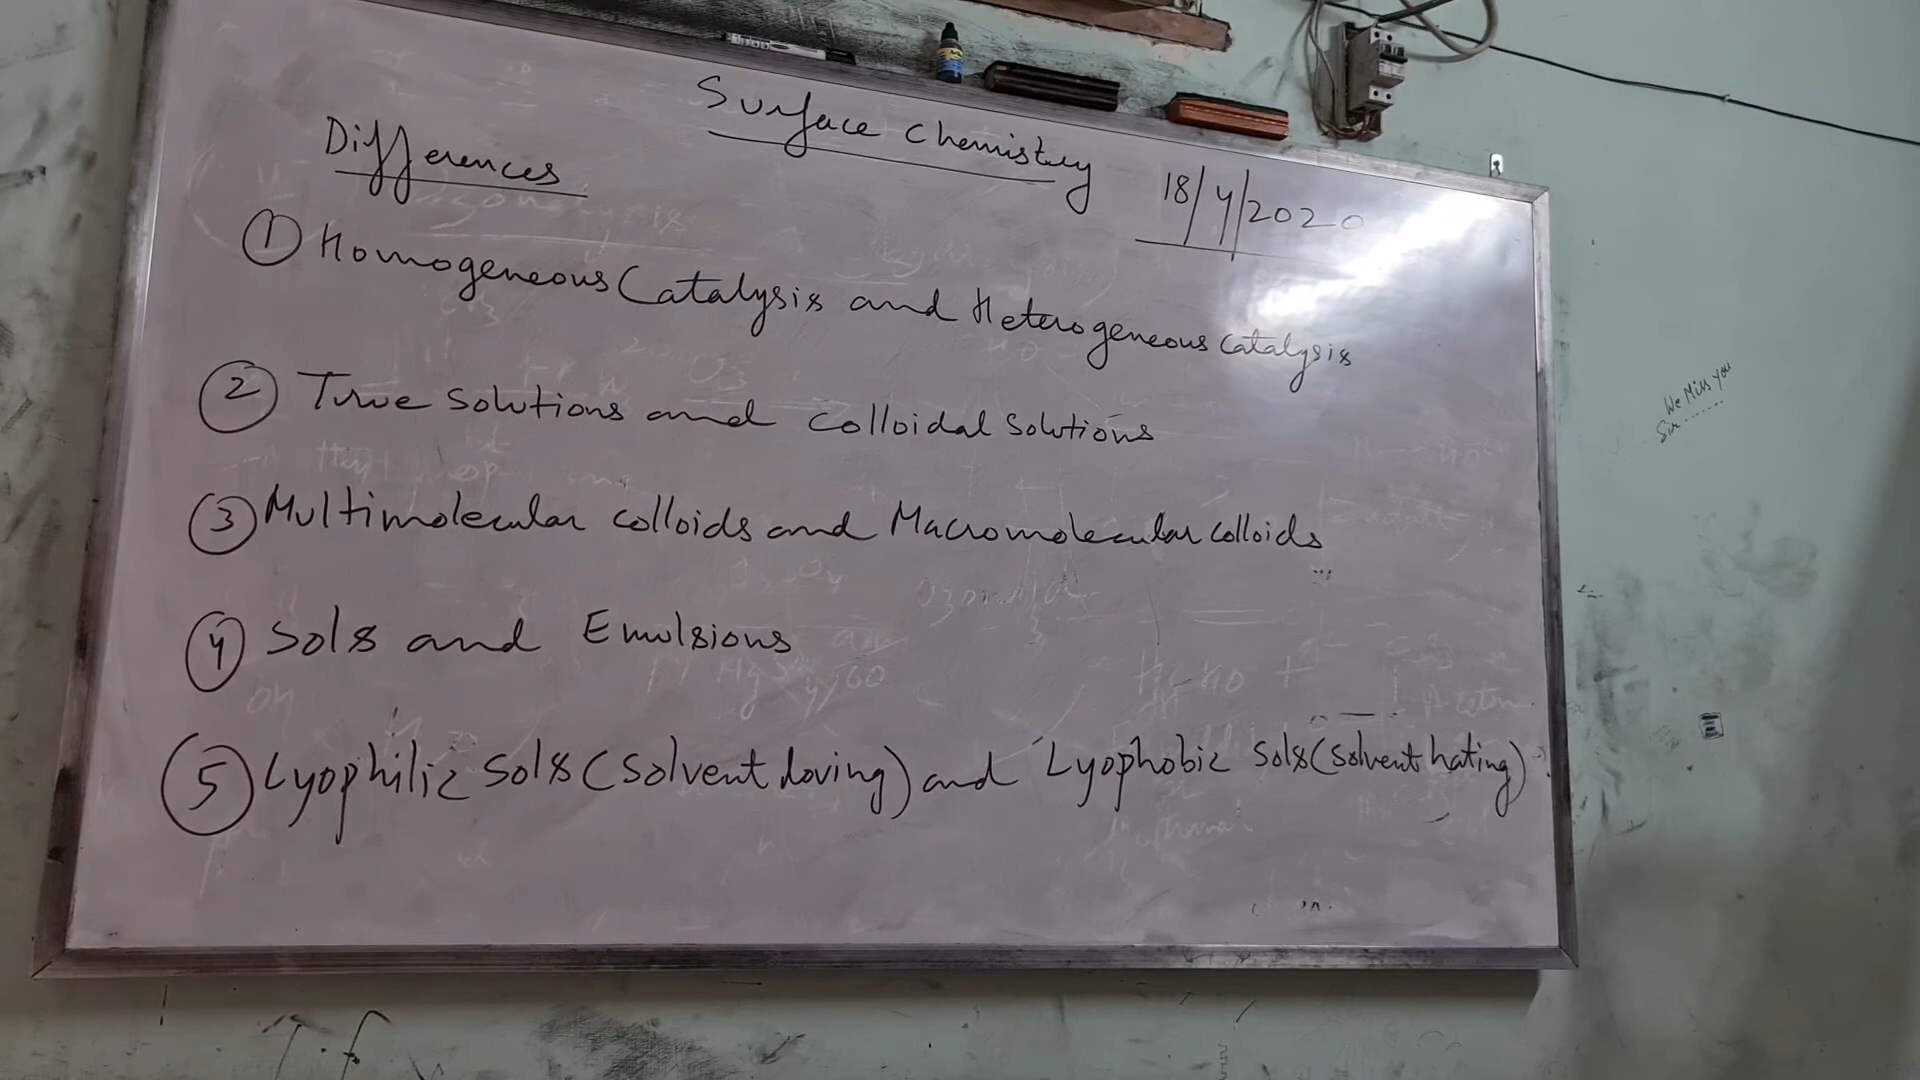 Surface Chemistry
Differences
18/4/2020
① Homogeneous Catalysis and Heterogeneous Catalysis
② True Solutions and Colloidal Solutions
③ Multimolecular colloids and Macromolecular colloids
④ Sols and Emulsions
⑤ Lyophilic Sols (Solvent loving) and Lyophobic Sols (Solvent hating)
We Miss You
Sir......